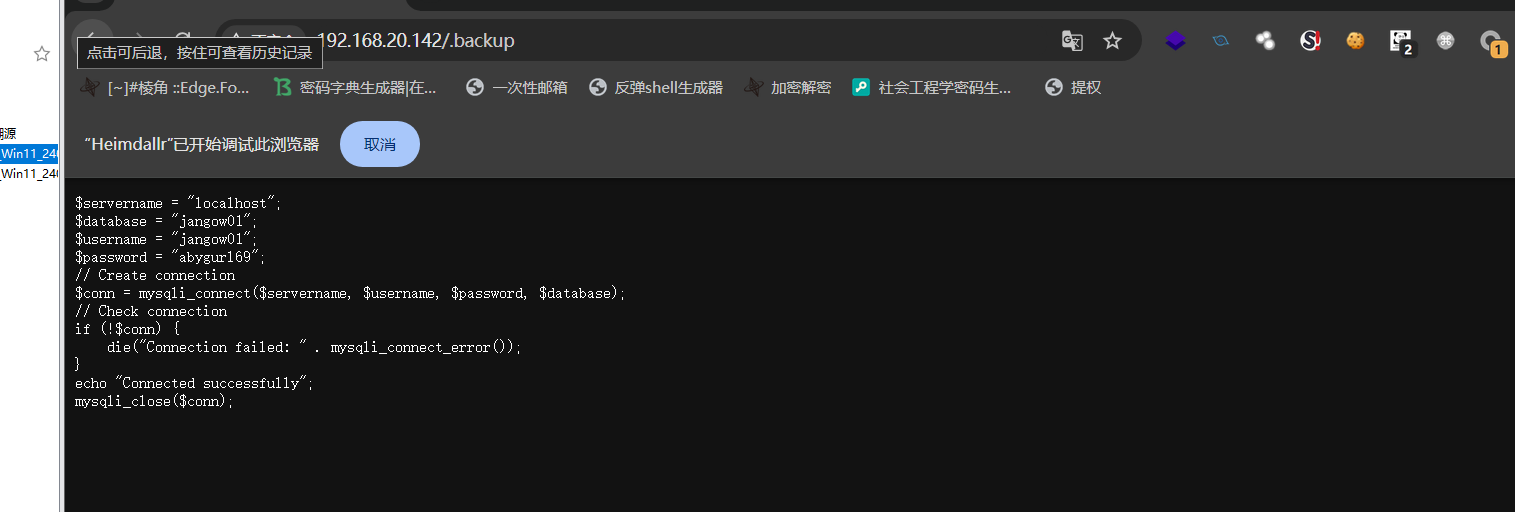 192.168.20.142/.backup
点击可后退，按住可查看历史记录
[~]#棱角 ::Edge.Fo...
密码字典生成器|在...
一次性邮箱
反弹shell生成器
加密解密
社会工程学密码生...
提权
2
1
“Heimdallr”已开始调试此浏览器
取消
源
_Win11_24
_Win11_24
$servername = "localhost";
$database = "jangow01";
$username = "jangow01";
$password = "abygurl69";
// Create connection
$conn = mysqli_connect($servername, $username, $password, $database);
// Check connection
if (!$conn) {
    die("Connection failed: " . mysqli_connect_error());
}
echo "Connected successfully";
mysqli_close($conn);